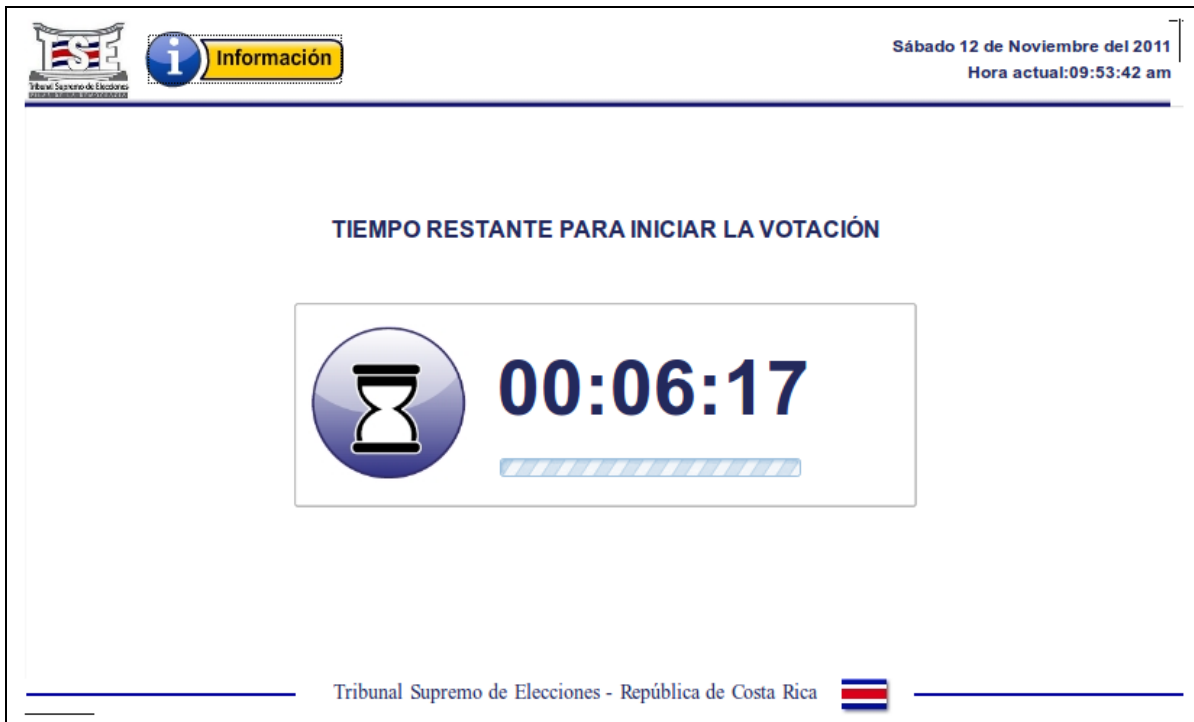 TSE
Tribunal Supremo de Elecciones
i Información
Sábado 12 de Noviembre del 2011
Hora actual:09:53:42 am
TIEMPO RESTANTE PARA INICIAR LA VOTACIÓN
00:06:17
Tribunal Supremo de Elecciones - República de Costa Rica